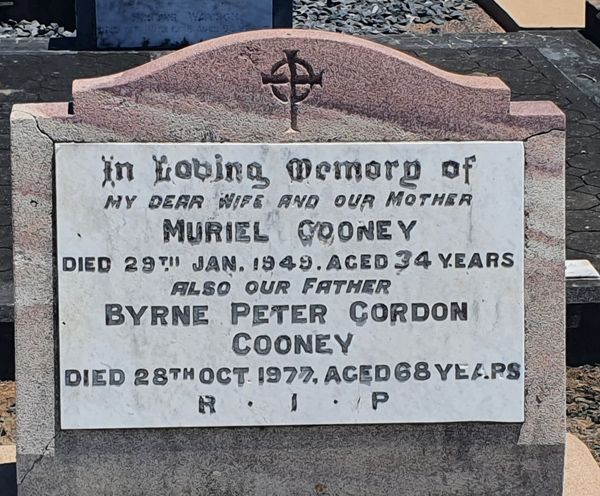 In Loving Memory of
MY DEAR WIFE AND OUR MOTHER
MURIEL COONEY
DIED 29TH JAN. 1949. AGED 34 YEARS
ALSO OUR FATHER
BYRNE PETER GORDON
COONEY
DIED 28TH OCT. 1977, AGED 68 YEARS
R · I · P